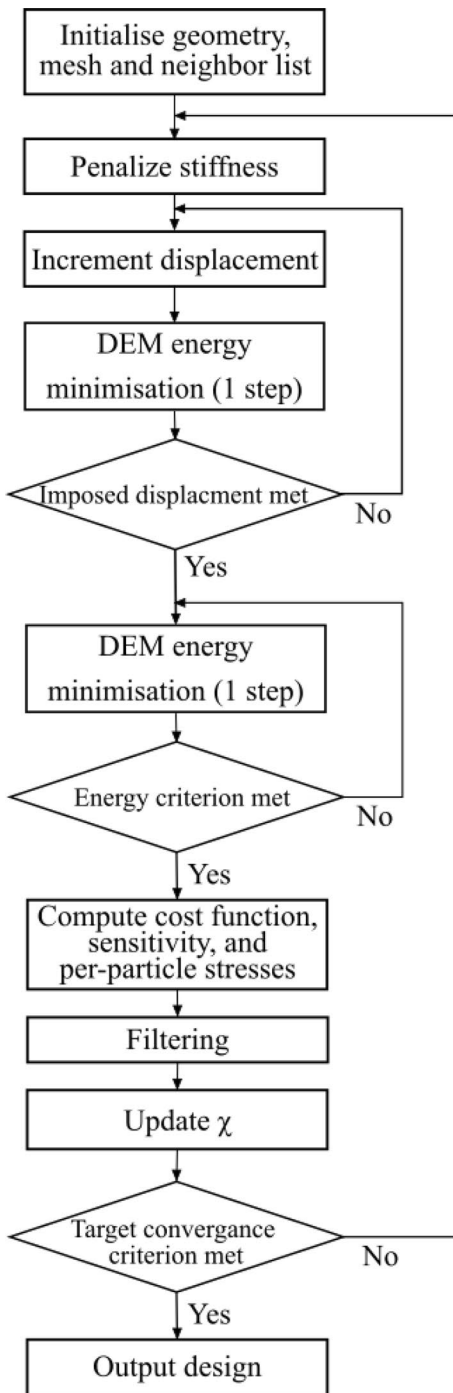 Initialise geometry,
mesh and neighbor list
Penalize stiffness
Increment displacement
DEM energy
minimisation (1 step)
Imposed displacment met
No
Yes
DEM energy
minimisation (1 step)
Energy criterion met
No
Yes
Compute cost function,
sensitivity, and
per-particle stresses
Filtering
Update χ
Target convergance
criterion met
No
Yes
Output design